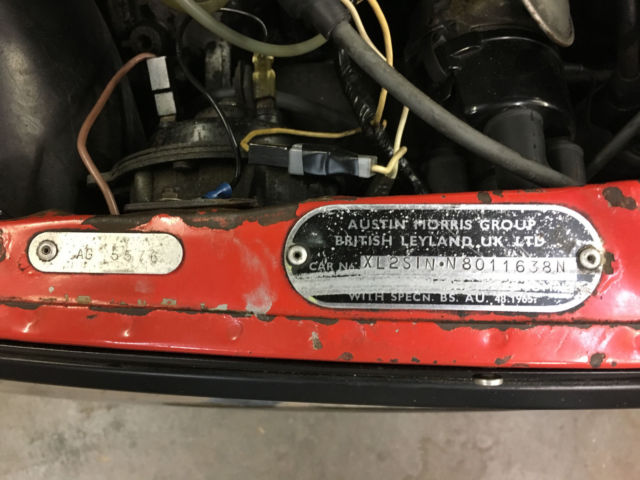 AG 5576
AUSTIN MORRIS GROUP
BRITISH LEYLAND UK LTD
CAR No. XL2S1N·N8011638N
WITH SPECN. BS. AU. 48.1965